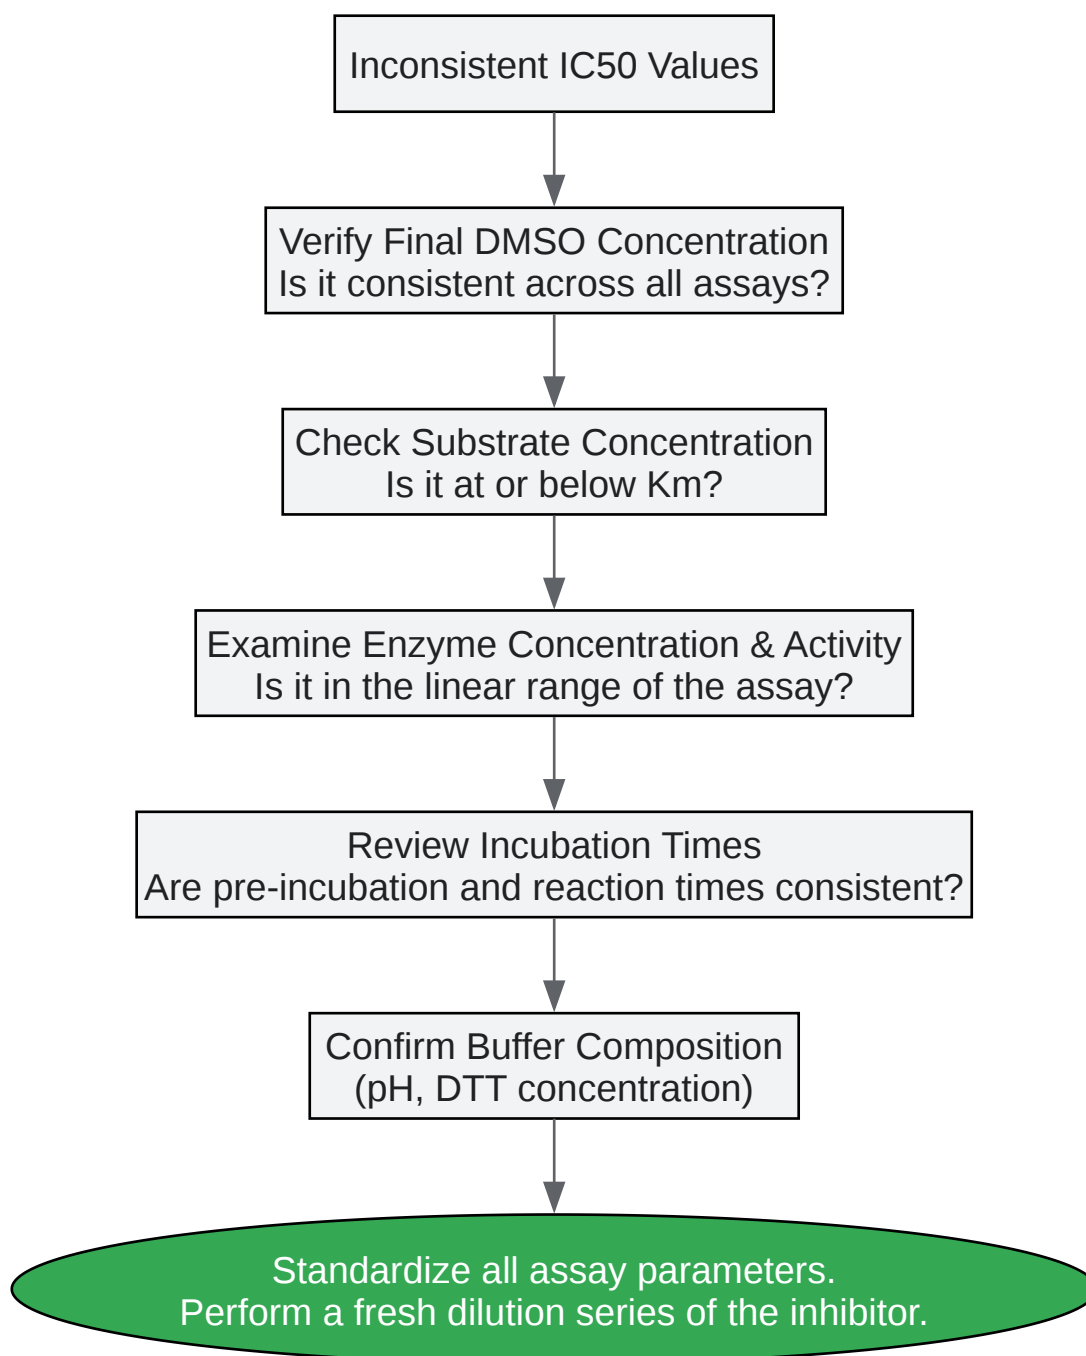 Inconsistent IC50 Values
Verify Final DMSO Concentration
Is it consistent across all assays?
Check Substrate Concentration
Is it at or below Km?
Examine Enzyme Concentration & Activity
Is it in the linear range of the assay?
Review Incubation Times
Are pre-incubation and reaction times consistent?
Confirm Buffer Composition
(pH, DTT concentration)
Standardize all assay parameters.
Perform a fresh dilution series of the inhibitor.